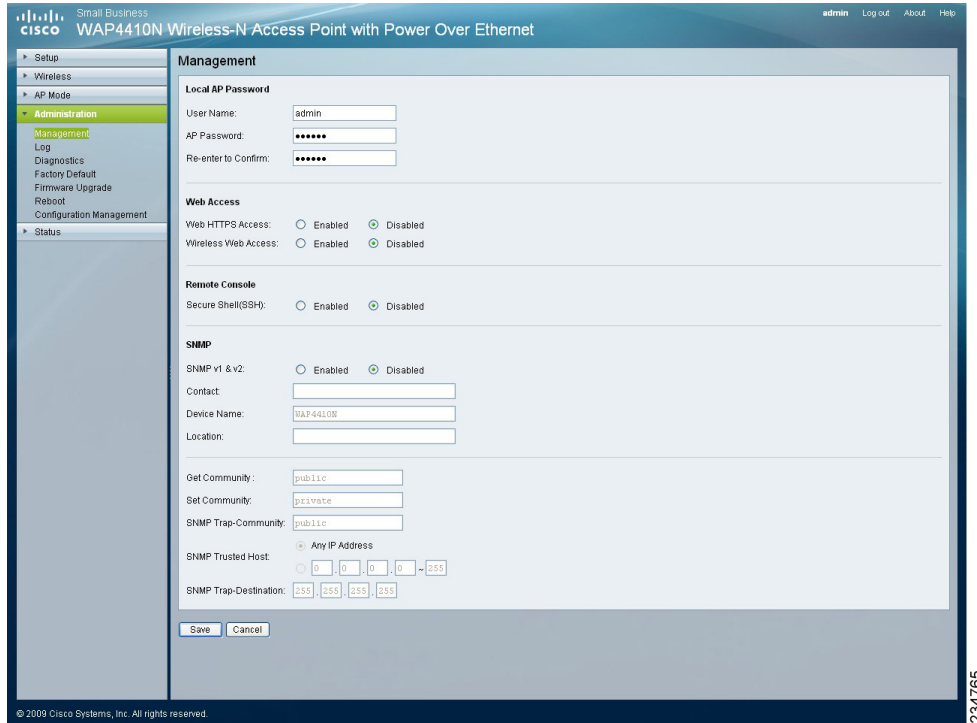 Small Business
CISCO WAP4410N Wireless-N Access Point with Power Over Ethernet
admin Log out About Help
Setup
Wireless
AP Mode
Administration
Management
Log
Diagnostics
Factory Default
Firmware Upgrade
Reboot
Configuration Management
Status
Management
Local AP Password
User Name: admin
AP Password: ••••••
Re-enter to Confirm: ••••••
Web Access
Web HTTPS Access: Enabled Disabled
Wireless Web Access: Enabled Disabled
Remote Console
Secure Shell(SSH): Enabled Disabled
SNMP
SNMP v1 & v2: Enabled Disabled
Contact:
Device Name: WAP4410N
Location:
Get Community : public
Set Community: private
SNMP Trap-Community: public
SNMP Trusted Host: Any IP Address
0 . 0 . 0 . 0 ~ 255
SNMP Trap-Destination: 255 . 255 . 255 . 255
Save Cancel
© 2009 Cisco Systems, Inc. All rights reserved.
234765